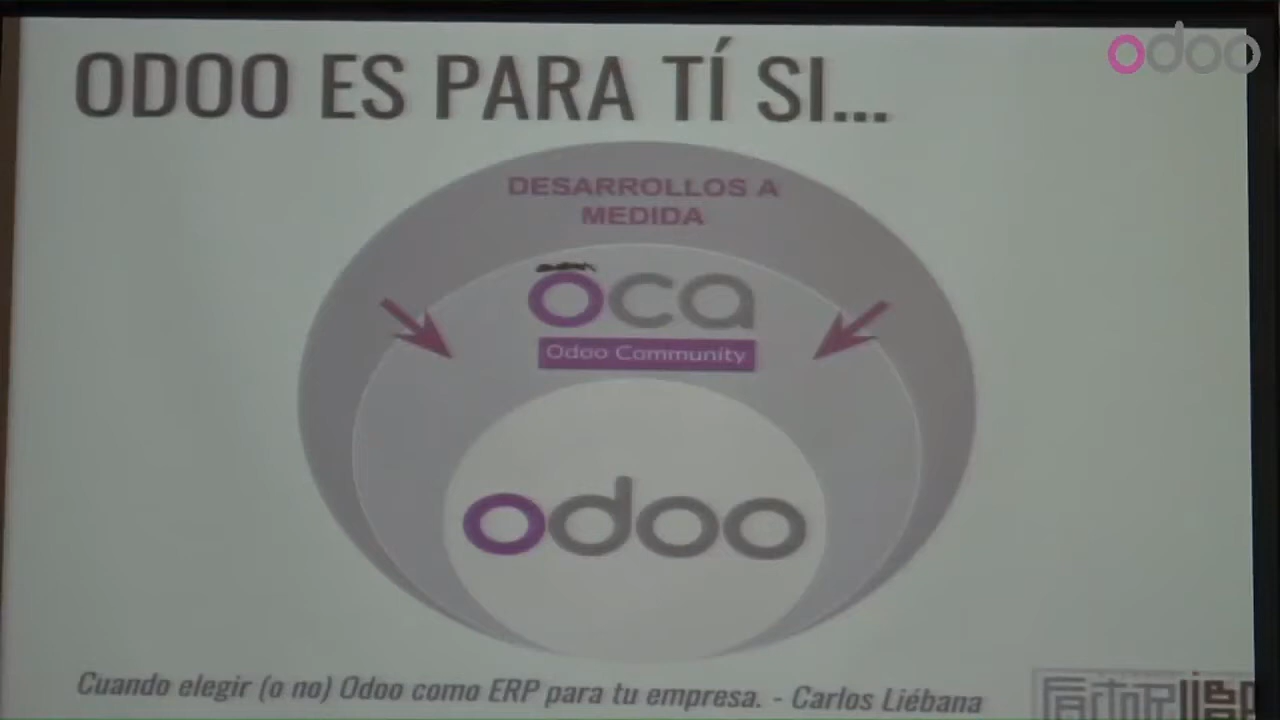 ODOO ES PARA TÍ SI...
odoo
DESARROLLOS A
MEDIDA
oca
Odoo Community
odoo
Cuando elegir (o no) Odoo como ERP para tu empresa. - Carlos Liébana